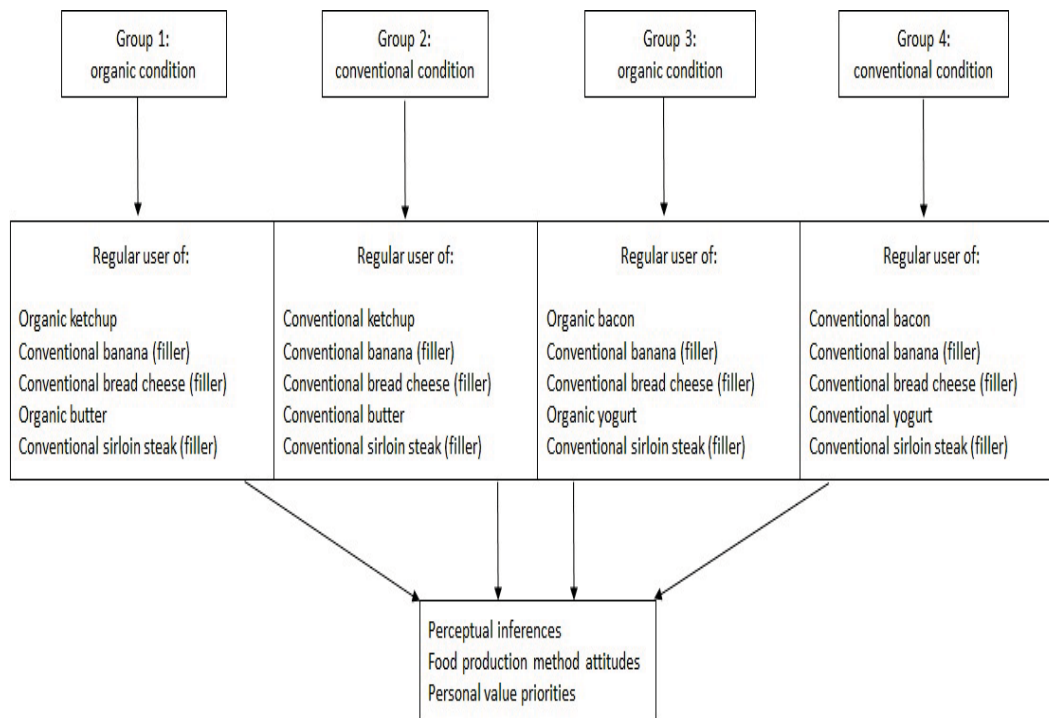 Group 1:
organic condition
Group 2:
conventional condition
Group 3:
organic condition
Group 4:
conventional condition
Regular user of:
Organic ketchup
Conventional banana (filler)
Conventional bread cheese (filler)
Organic butter
Conventional sirloin steak (filler)
Regular user of:
Conventional ketchup
Conventional banana (filler)
Conventional bread cheese (filler)
Conventional butter
Conventional sirloin steak (filler)
Regular user of:
Organic bacon
Conventional banana (filler)
Conventional bread cheese (filler)
Organic yogurt
Conventional sirloin steak (filler)
Regular user of:
Conventional bacon
Conventional banana (filler)
Conventional bread cheese (filler)
Conventional yogurt
Conventional sirloin steak (filler)
Perceptual inferences
Food production method attitudes
Personal value priorities